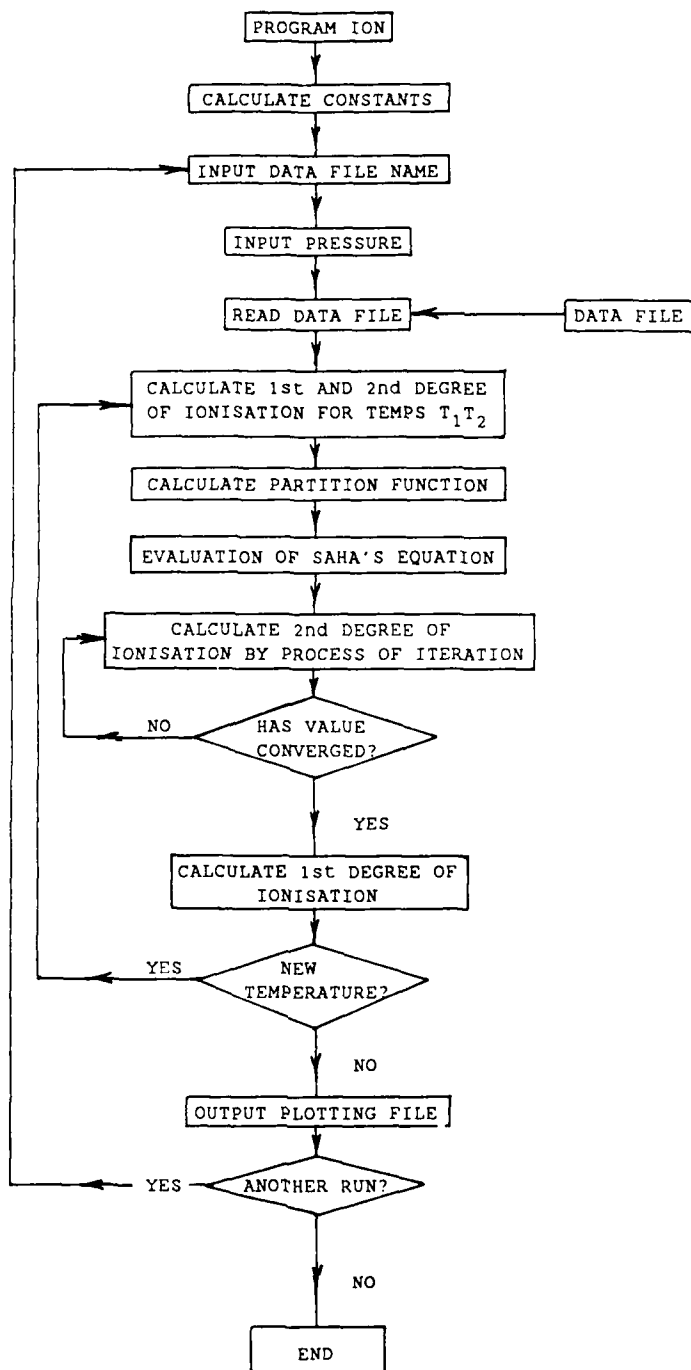 PROGRAM ION
CALCULATE CONSTANTS
INPUT DATA FILE NAME
INPUT PRESSURE
READ DATA FILE
DATA FILE
CALCULATE 1st AND 2nd DEGREE
OF IONISATION FOR TEMPS T₁T₂
CALCULATE PARTITION FUNCTION
EVALUATION OF SAHA'S EQUATION
CALCULATE 2nd DEGREE OF
IONISATION BY PROCESS OF ITERATION
NO
HAS VALUE
CONVERGED?
YES
CALCULATE 1st DEGREE OF
IONISATION
YES
NEW
TEMPERATURE?
NO
OUTPUT PLOTTING FILE
YES
ANOTHER RUN?
NO
END